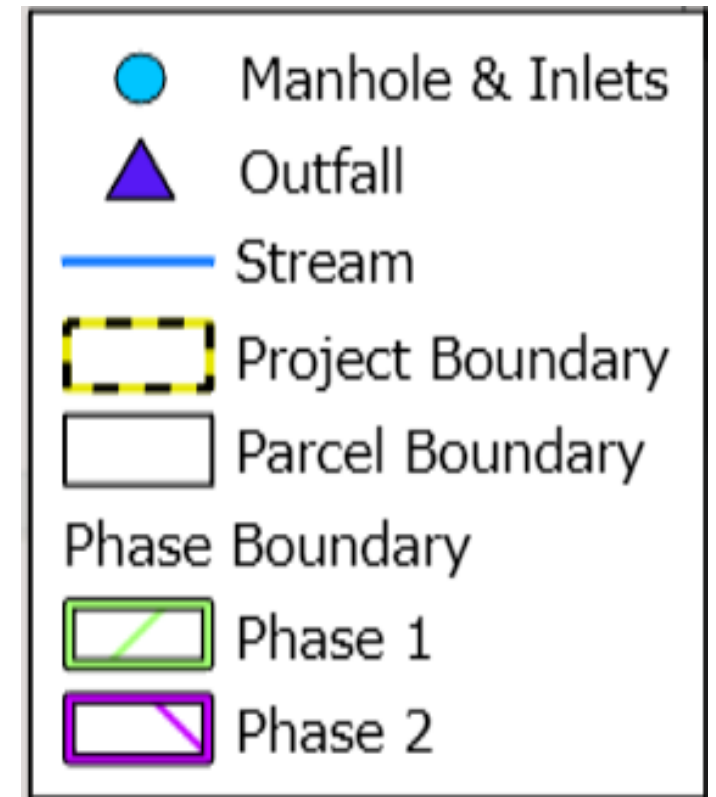 Manhole & Inlets
Outfall
Stream
Project Boundary
Parcel Boundary
Phase Boundary
Phase 1
Phase 2